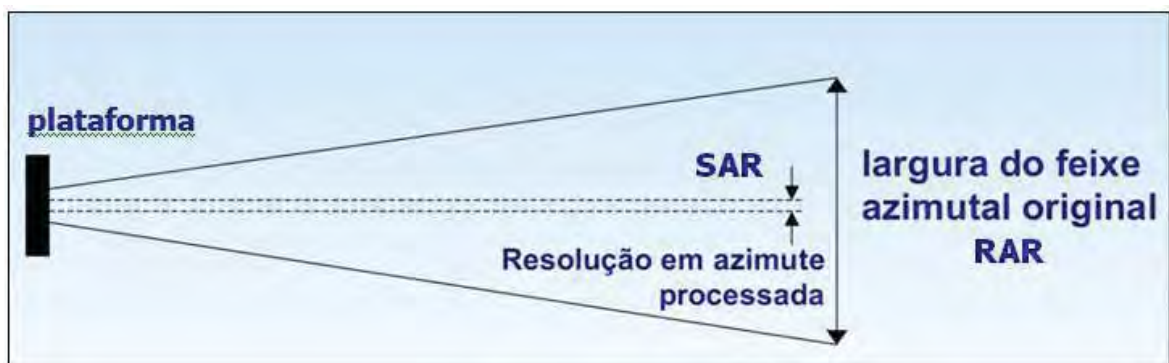 plataforma
SAR
largura do feixe
azimutal original
RAR
Resolução em azimute
processada